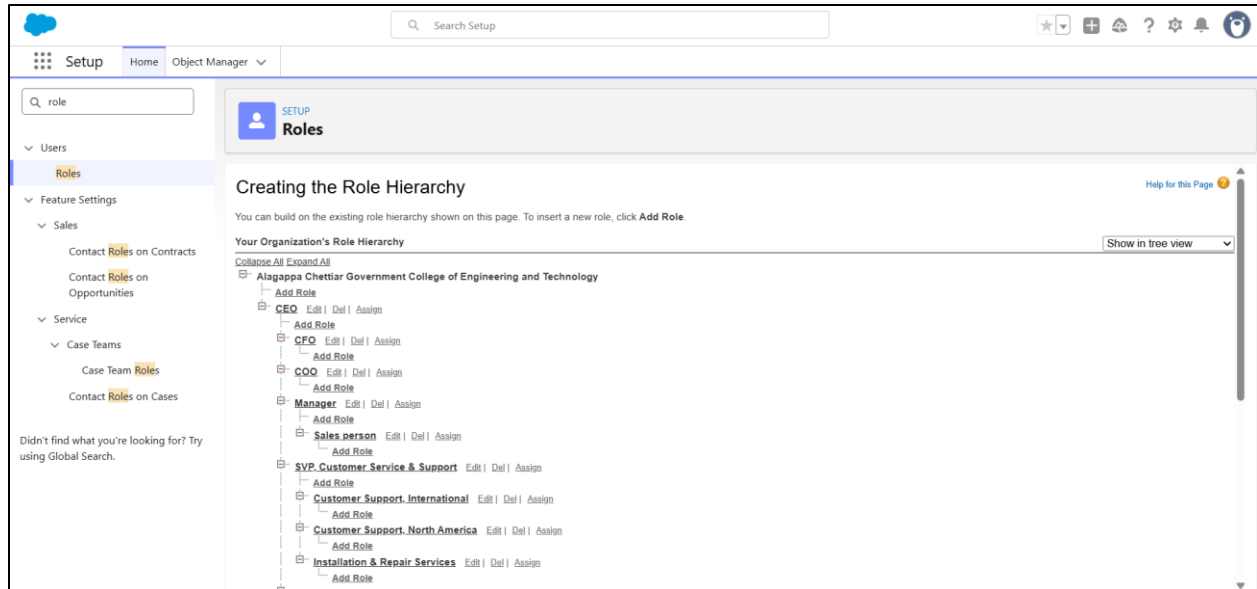 Search Setup
Setup
Home
Object Manager
role
Users
Roles
Feature Settings
Sales
Contact Roles on Contracts
Contact Roles on
Opportunities
Service
Case Teams
Case Team Roles
Contact Roles on Cases
Didn't find what you're looking for? Try
using Global Search.
SETUP
Roles
Creating the Role Hierarchy
Help for this Page
You can build on the existing role hierarchy shown on this page. To insert a new role, click Add Role.
Your Organization's Role Hierarchy
Show in tree view
Collapse All Expand All
Alagappa Chettiar Government College of Engineering and Technology
Add Role
CEO Edit | Del | Assign
Add Role
CFO Edit | Del | Assign
Add Role
COO Edit | Del | Assign
Add Role
Manager Edit | Del | Assign
Add Role
Sales person Edit | Del | Assign
Add Role
SVP, Customer Service & Support Edit | Del | Assign
Add Role
Customer Support, International Edit | Del | Assign
Add Role
Customer Support, North America Edit | Del | Assign
Add Role
Installation & Repair Services Edit | Del | Assign
Add Role